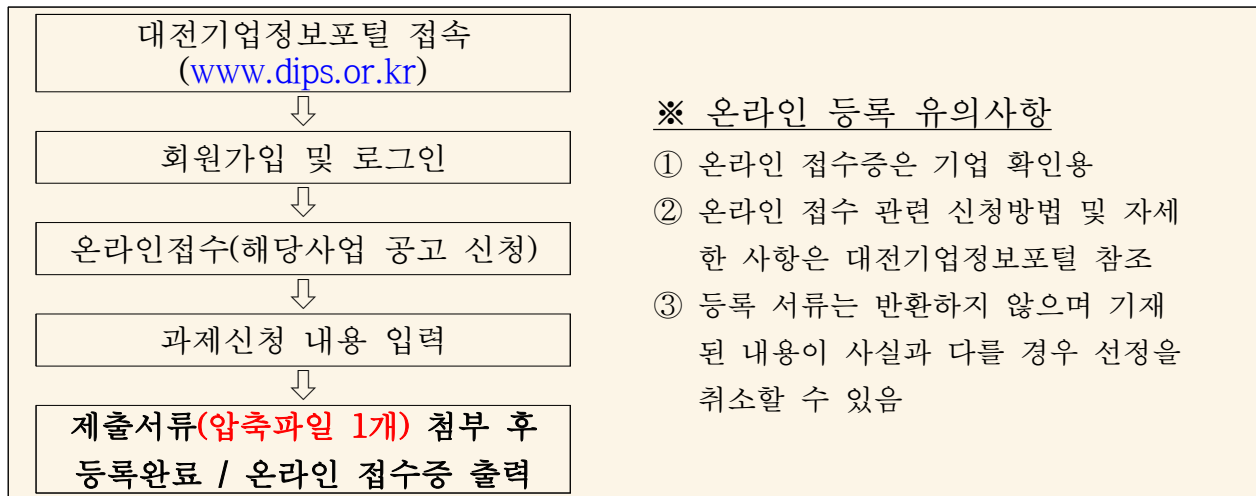 대전기업정보포털 접속
(www.dips.or.kr)
⇩
회원가입 및 로그인
⇩
온라인접수(해당사업 공고 신청)
⇩
과제신청 내용 입력
⇩
제출서류(압축파일 1개) 첨부 후
등록완료 / 온라인 접수증 출력
※ 온라인 등록 유의사항
① 온라인 접수증은 기업 확인용
② 온라인 접수 관련 신청방법 및 자세
한 사항은 대전기업정보포털 참조
③ 등록 서류는 반환하지 않으며 기재
된 내용이 사실과 다를 경우 선정을
취소할 수 있음